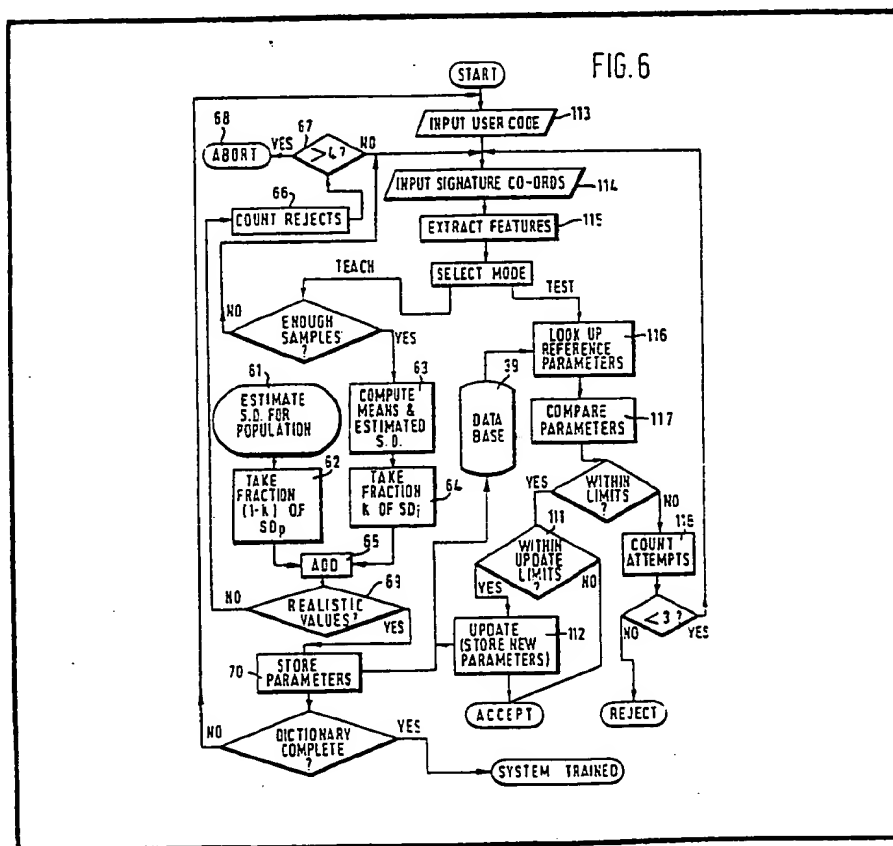 FIG.6
START
INPUT USER CODE
113
68
ABORT
YES
67
> 4?
NO
INPUT SIGNATURE CO-ORDS
114
66
COUNT REJECTS
EXTRACT FEATURES
115
SELECT MODE
TEACH
TEST
NO
ENOUGH
SAMPLES
?
YES
LOOK UP
REFERENCE
PARAMETERS
116
61
ESTIMATE
S.D. FOR
POPULATION
63
COMPUTE
MEANS &
ESTIMATED
S.D.
39
DATA
BASE
COMPARE
PARAMETERS
117
62
TAKE
FRACTION
(1-k) OF
SDp
TAKE
FRACTION
k OF SDi
64
YES
WITHIN
LIMITS
?
NO
65
ADD
111
WITHIN
UPDATE
LIMITS
?
YES
NO
118
COUNT
ATTEMPTS
69
NO
REALISTIC
VALUES?
YES
< 3?
NO
YES
70
STORE
PARAMETERS
UPDATE
(STORE NEW
PARAMETERS)
112
ACCEPT
REJECT
NO
DICTIONARY
COMPLETE
?
YES
SYSTEM TRAINED